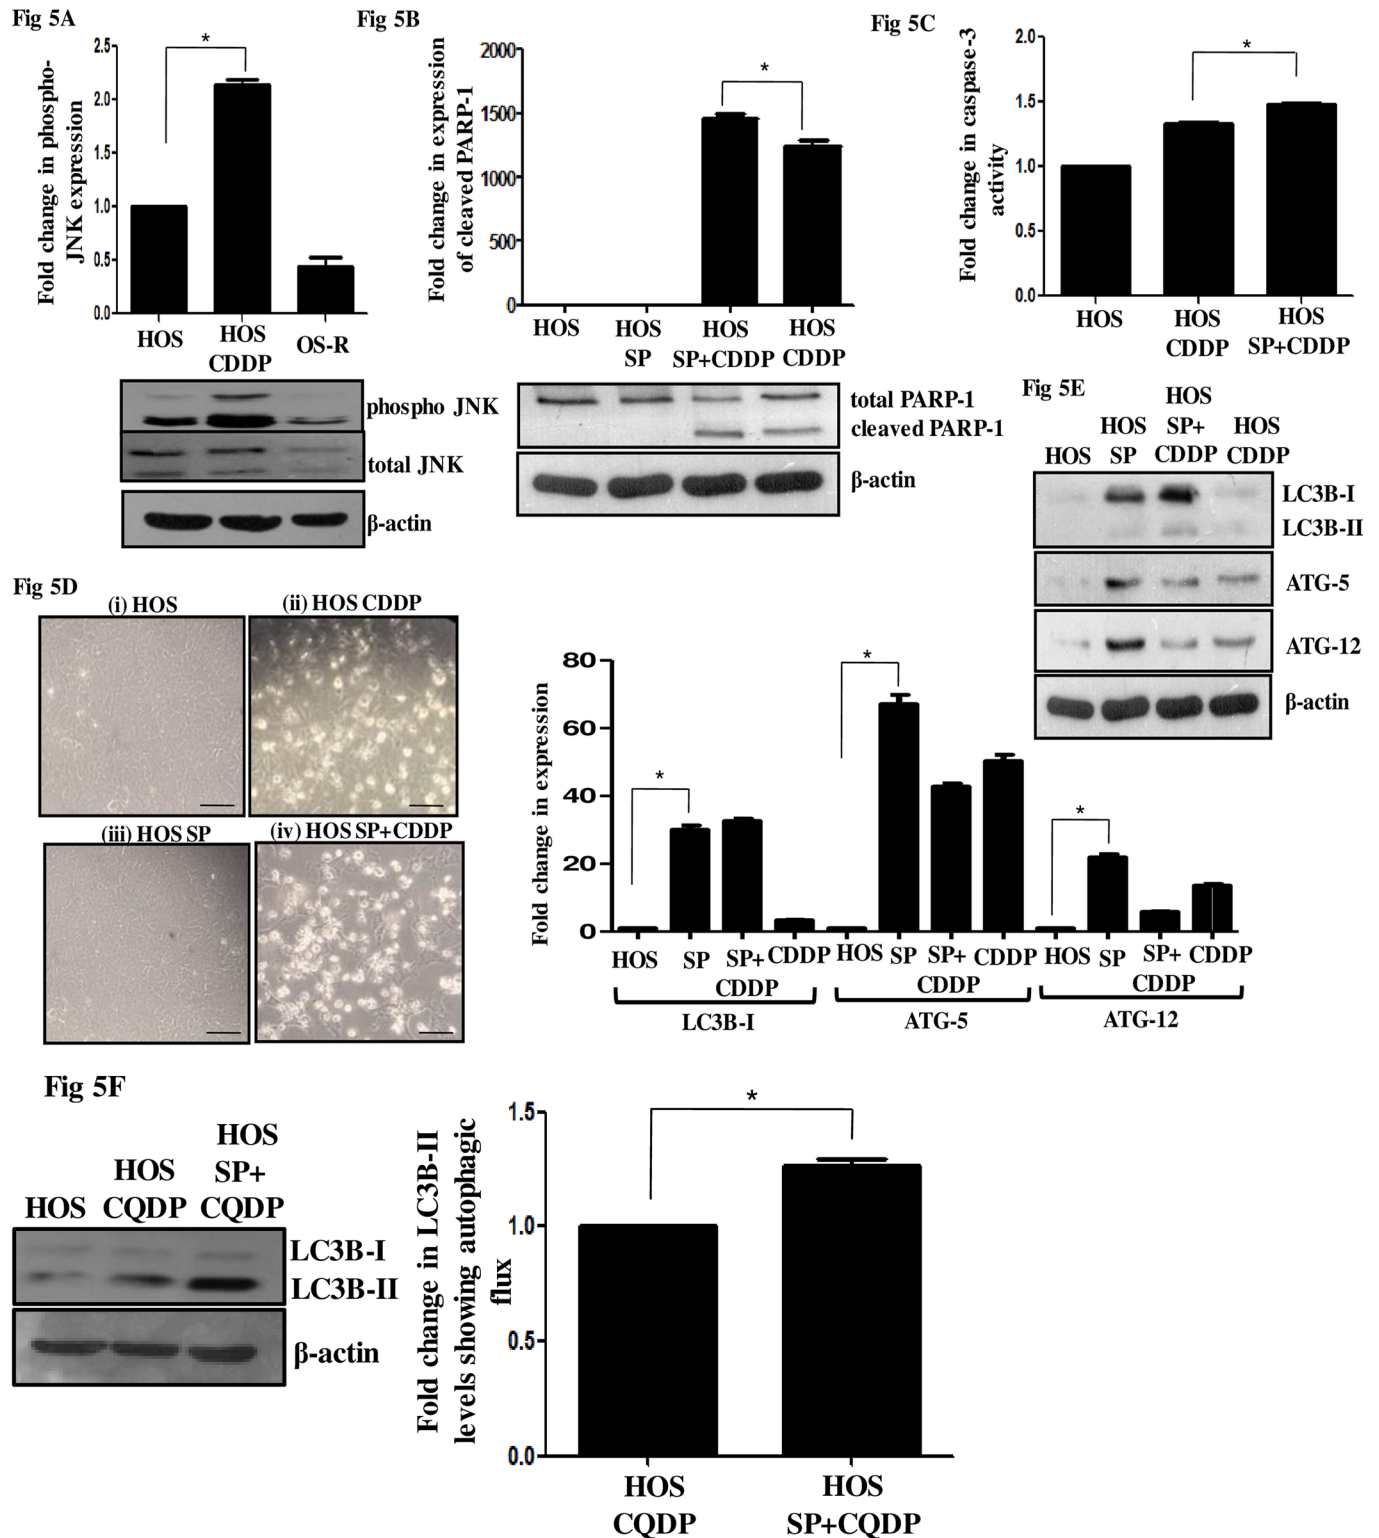 Fig 5A
Fold change in phospho-
JNK expression
2.5
2.0
1.5
1.0
0.5
0.0
*
HOS
HOS
CDDP
OS-R
phospho JNK
total JNK
β-actin
Fig 5B
Fold change in expression
of cleaved PARP-1
2000
1500
1000
500
0
*
HOS
HOS
SP
HOS
SP+CDDP
HOS
CDDP
total PARP-1
cleaved PARP-1
β-actin
Fig 5C
Fold change in caspase-3
activity
2.0
1.5
1.0
0.5
0.0
*
HOS
HOS
CDDP
HOS
SP+CDDP
Fig 5D
(i) HOS
(ii) HOS CDDP
(iii) HOS SP
(iv) HOS SP+CDDP
Fig 5E
HOS
HOS
SP
HOS
SP+
CDDP
HOS
CDDP
LC3B-I
LC3B-II
ATG-5
ATG-12
β-actin
Fold change in expression
80
60
40
20
0
*
*
*
HOS
SP
SP+
CDDP
CDDP
HOS
SP
SP+
CDDP
CDDP
HOS
SP
SP+
CDDP
CDDP
LC3B-I
ATG-5
ATG-12
Fig 5F
HOS
HOS
CQDP
HOS
SP+
CQDP
LC3B-I
LC3B-II
β-actin
Fold change in LC3B-II
levels showing autophagic
flux
1.5
1.0
0.5
0.0
*
HOS
CQDP
HOS
SP+CQDP